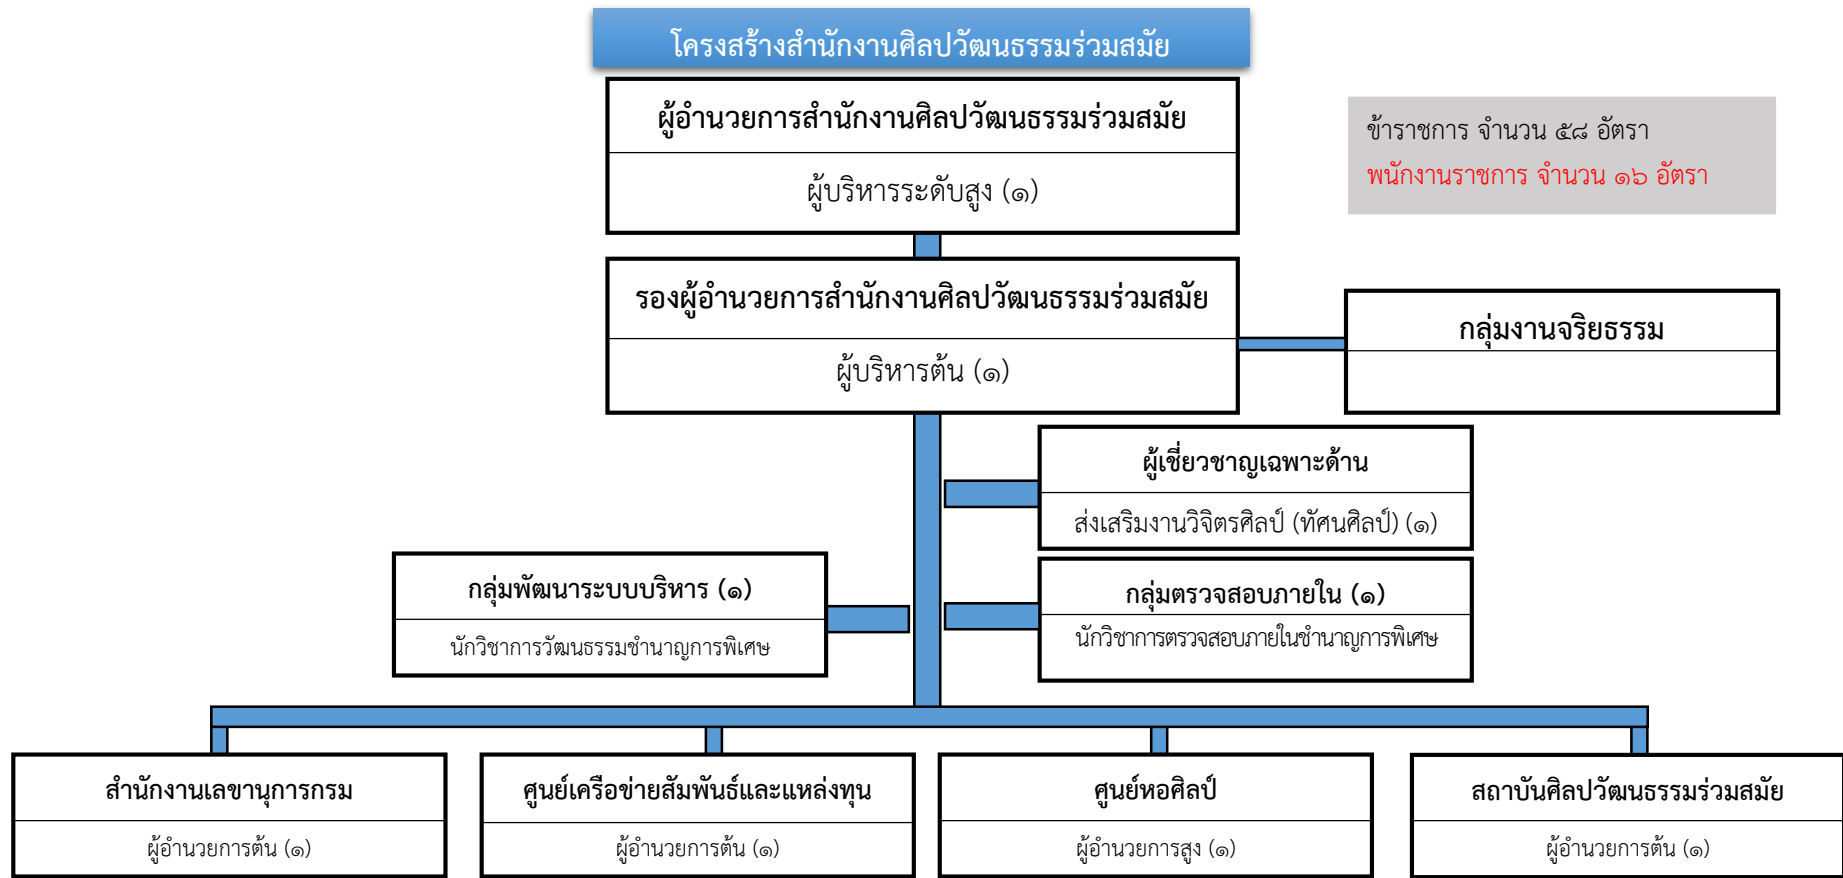 โครงสร้างสำนักงานศิลปวัฒนธรรมร่วมสมัย
ผู้อำนวยการสำนักงานศิลปวัฒนธรรมร่วมสมัย
ผู้บริหารระดับสูง (๑)
ข้าราชการ จำนวน ๕๘ อัตรา
พนักงานราชการ จำนวน ๑๖ อัตรา
รองผู้อำนวยการสำนักงานศิลปวัฒนธรรมร่วมสมัย
ผู้บริหารต้น (๑)
กลุ่มงานจริยธรรม
ผู้เชี่ยวชาญเฉพาะด้าน
ส่งเสริมงานวิจิตรศิลป์ (ทัศนศิลป์) (๑)
กลุ่มพัฒนาระบบบริหาร (๑)
นักวิชาการวัฒนธรรมชำนาญการพิเศษ
กลุ่มตรวจสอบภายใน (๑)
นักวิชาการตรวจสอบภายในชำนาญการพิเศษ
สำนักงานเลขานุการกรม
ผู้อำนวยการต้น (๑)
ศูนย์เครือข่ายสัมพันธ์และแหล่งทุน
ผู้อำนวยการต้น (๑)
ศูนย์หอศิลป์
ผู้อำนวยการสูง (๑)
สถาบันศิลปวัฒนธรรมร่วมสมัย
ผู้อำนวยการต้น (๑)